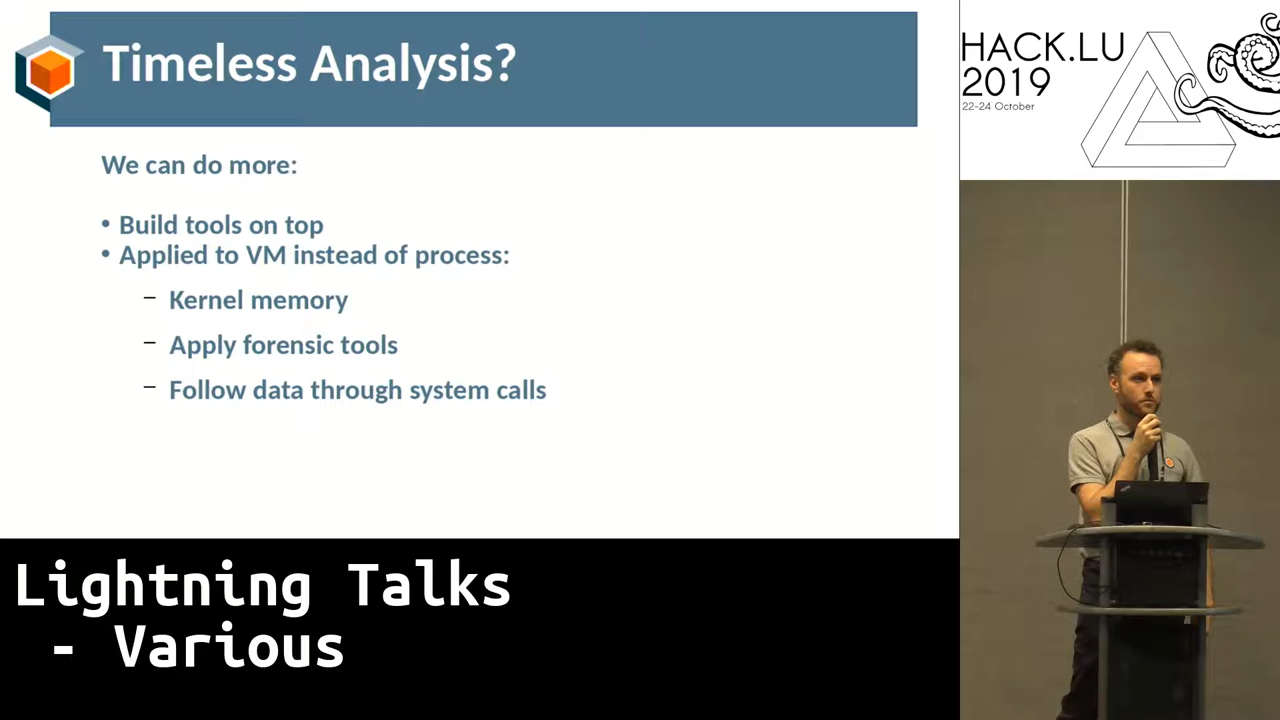 Timeless Analysis?
We can do more:
• Build tools on top
• Applied to VM instead of process:
– Kernel memory
– Apply forensic tools
– Follow data through system calls
HACK.LU
2019
22-24 October
Lightning Talks
- Various